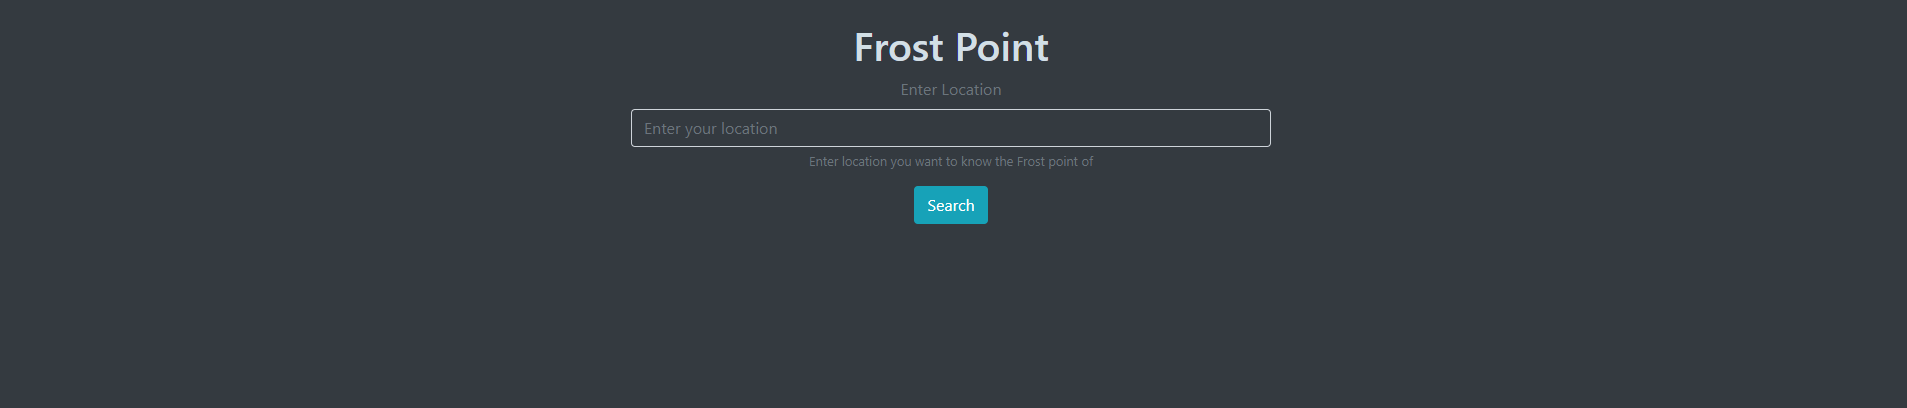 Frost Point
Enter Location
Enter your location
Enter location you want to know the Frost point of
Search